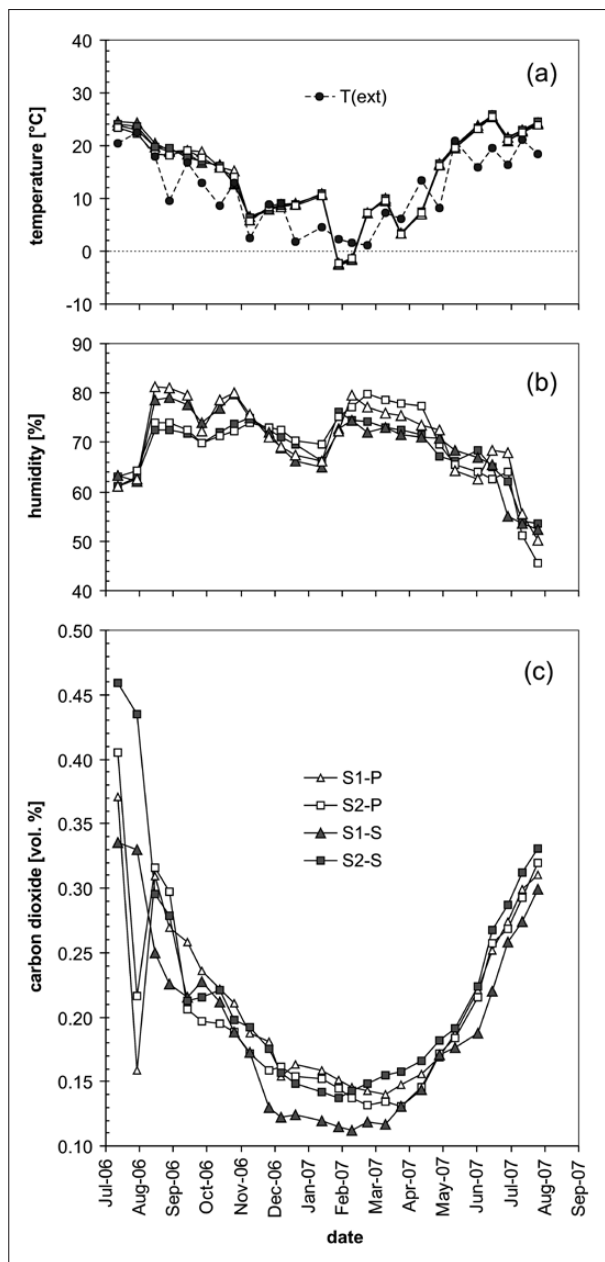 40
30
20
10
0
-10
temperature [°C]
(a)
T(ext)
90
80
70
60
50
40
humidity [%]
(b)
0.50
0.45
0.40
0.35
0.30
0.25
0.20
0.15
0.10
carbon dioxide [vol. %]
(c)
S1-P
S2-P
S1-S
S2-S
Jul-06
Aug-06
Sep-06
Oct-06
Nov-06
Dec-06
Jan-07
Feb-07
Mar-07
Apr-07
May-07
Jun-07
Jul-07
Aug-07
Sep-07
date